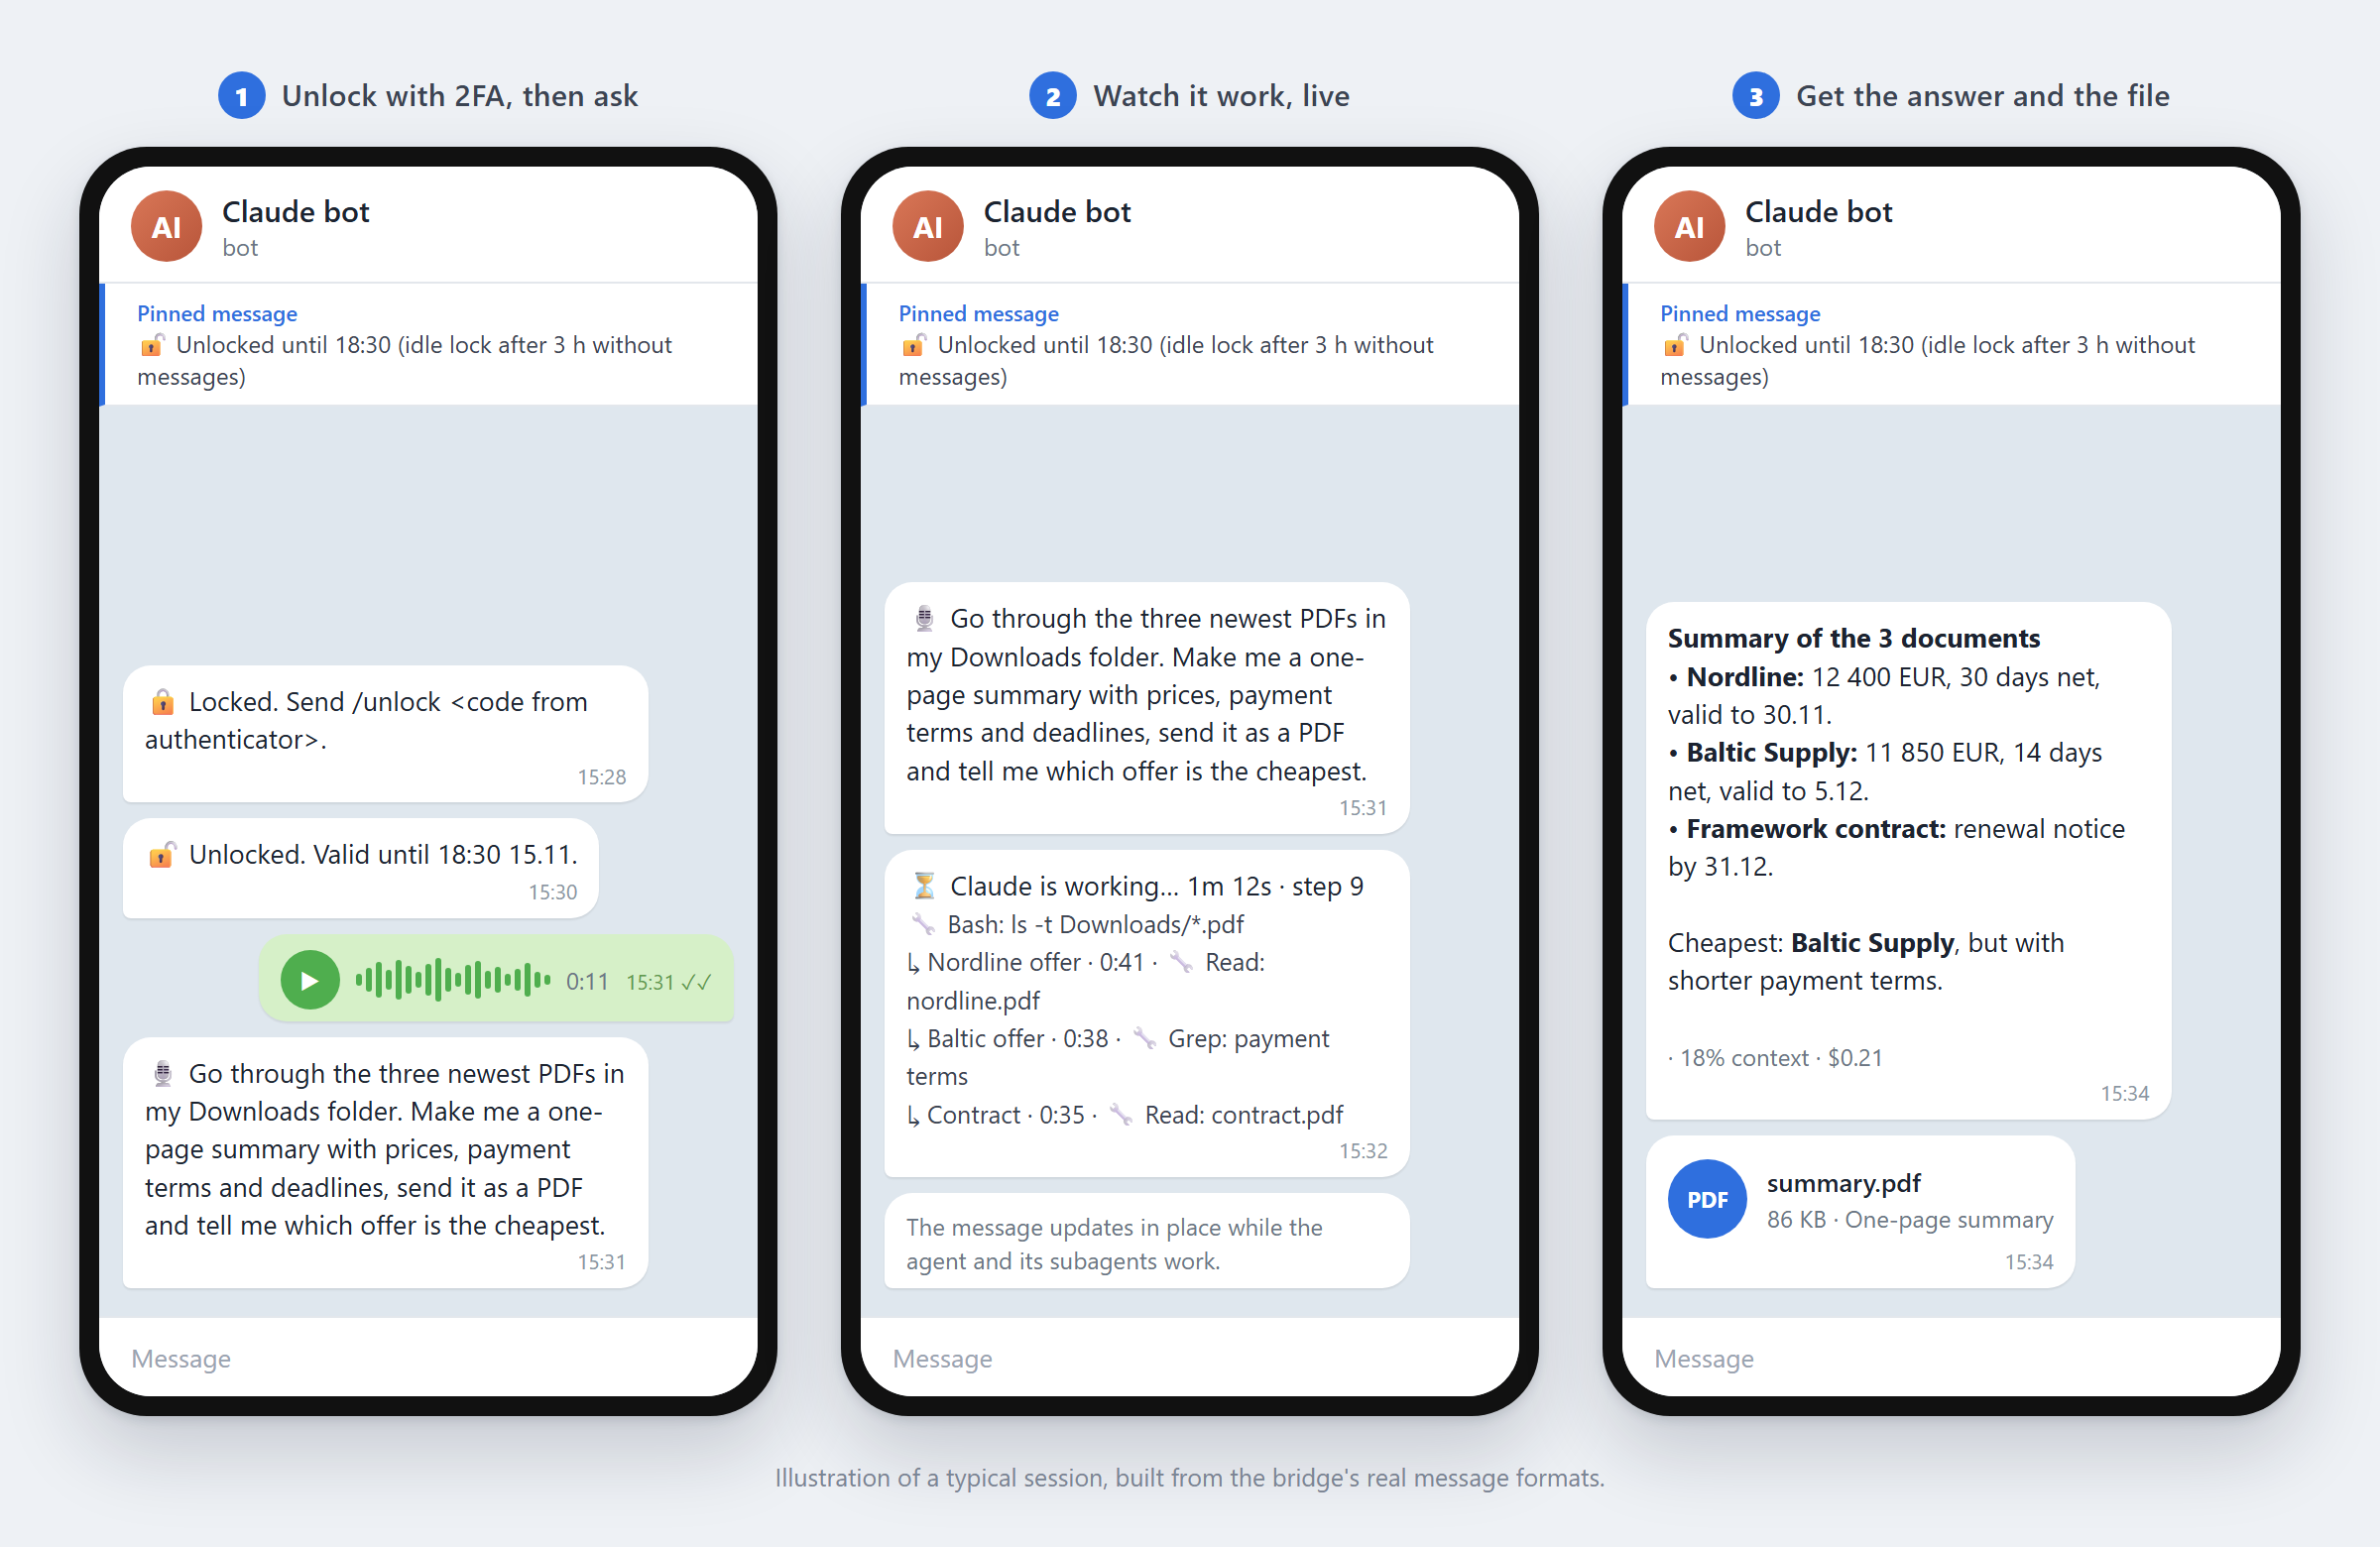 1 Unlock with 2FA, then ask
AI
Claude bot
bot
Pinned message
🔓 Unlocked until 18:30 (idle lock after 3 h without
messages)
🔒 Locked. Send /unlock <code from
authenticator>.
15:28
🔓 Unlocked. Valid until 18:30 15.11.
15:30
0:11 15:31 ✓✓
🎙️ Go through the three newest PDFs in
my Downloads folder. Make me a one-
page summary with prices, payment
terms and deadlines, send it as a PDF
and tell me which offer is the cheapest.
15:31
Message
2 Watch it work, live
AI
Claude bot
bot
Pinned message
🔓 Unlocked until 18:30 (idle lock after 3 h without
messages)
🎙️ Go through the three newest PDFs in
my Downloads folder. Make me a one-
page summary with prices, payment
terms and deadlines, send it as a PDF
and tell me which offer is the cheapest.
15:31
⏳ Claude is working... 1m 12s · step 9
🔧 Bash: ls -t Downloads/*.pdf
↳ Nordline offer · 0:41 · 🔧 Read:
nordline.pdf
↳ Baltic offer · 0:38 · 🔧 Grep: payment
terms
↳ Contract · 0:35 · 🔧 Read: contract.pdf
15:32
The message updates in place while the
agent and its subagents work.
Message
3 Get the answer and the file
AI
Claude bot
bot
Pinned message
🔓 Unlocked until 18:30 (idle lock after 3 h without
messages)
Summary of the 3 documents
• Nordline: 12 400 EUR, 30 days net,
valid to 30.11.
• Baltic Supply: 11 850 EUR, 14 days
net, valid to 5.12.
• Framework contract: renewal notice
by 31.12.
Cheapest: Baltic Supply, but with
shorter payment terms.
· 18% context · $0.21
15:34
PDF
summary.pdf
86 KB · One-page summary
15:34
Message
Illustration of a typical session, built from the bridge's real message formats.